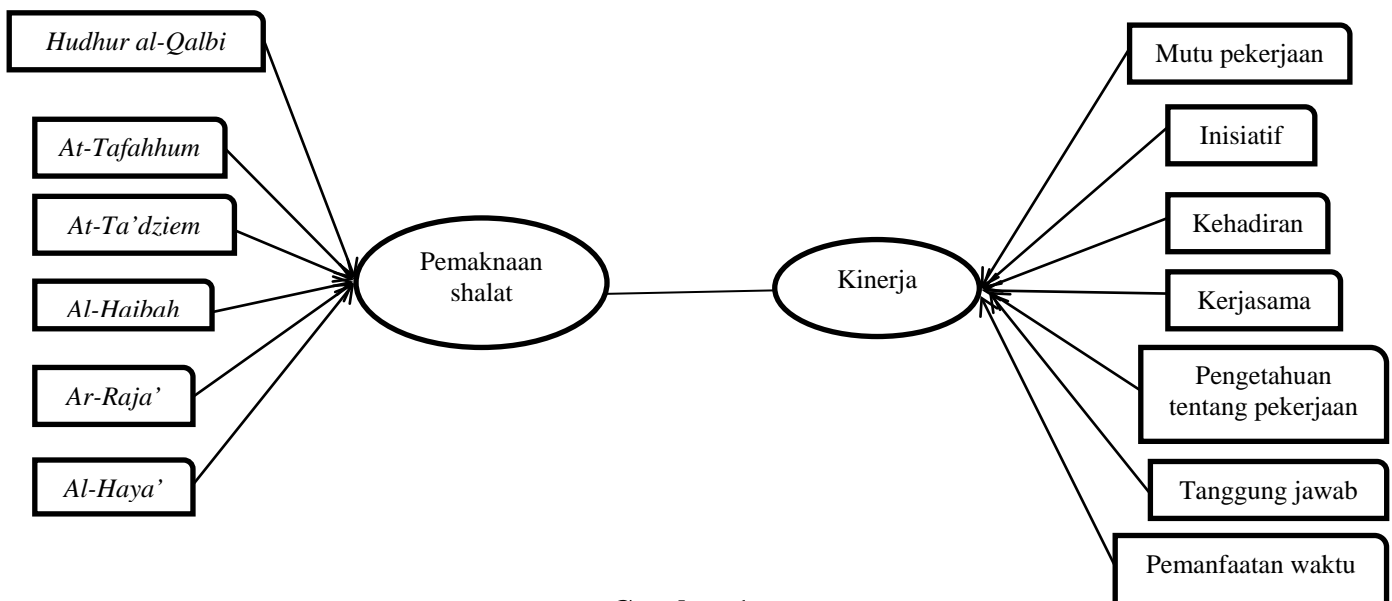 Hudhur al-Qalbi
At-Tafahhum
At-Ta’dziem
Al-Haibah
Ar-Raja’
Al-Haya’
Pemaknaan
shalat
Kinerja
Mutu pekerjaan
Inisiatif
Kehadiran
Kerjasama
Pengetahuan
tentang pekerjaan
Tanggung jawab
Pemanfaatan waktu